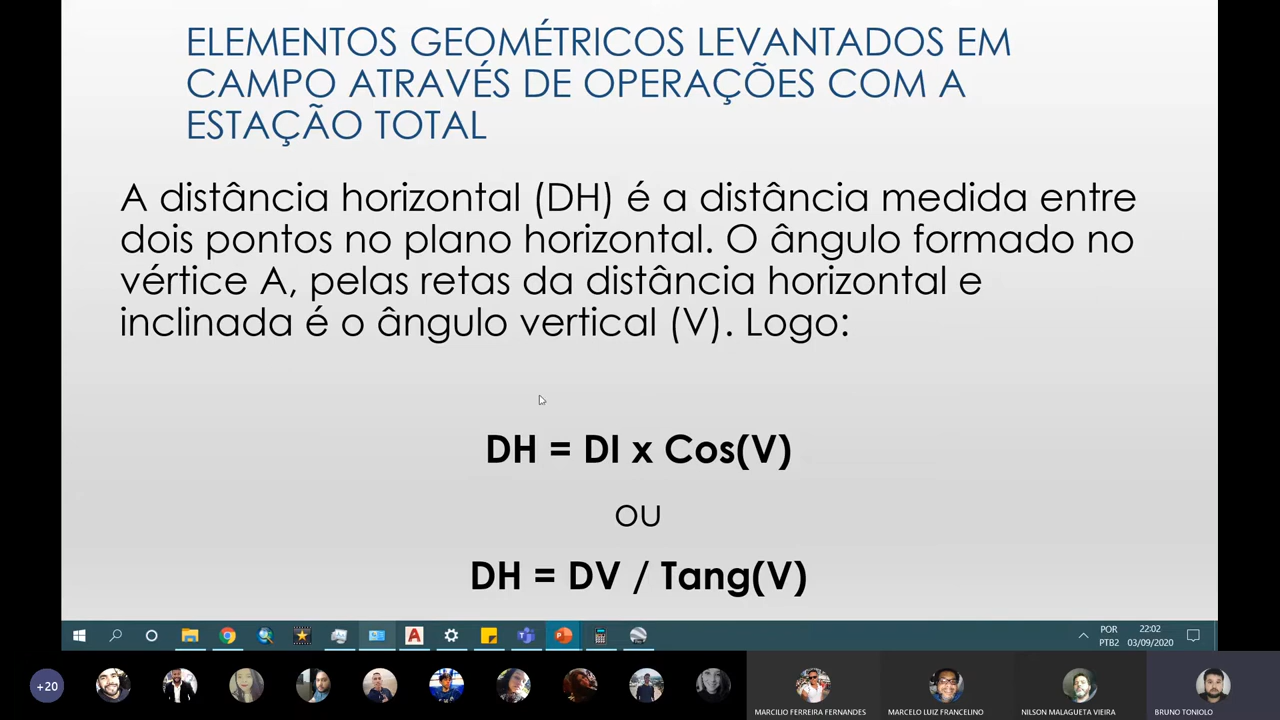 ELEMENTOS GEOMÉTRICOS LEVANTADOS EM
CAMPO ATRAVÉS DE OPERAÇÕES COM A
ESTAÇÃO TOTAL
A distância horizontal (DH) é a distância medida entre
dois pontos no plano horizontal. O ângulo formado no
vértice A, pelas retas da distância horizontal e
inclinada é o ângulo vertical (V). Logo:
DH = DI x Cos(V)
OU
DH = DV / Tang(V)
POR
PTB2
22:02
03/09/2020
+20
MARCILIO FERREIRA FERNANDES
MARCELO LUIZ FRANCELINO
NILSON MALAGUETA VIEIRA
BRUNO TONIOLO